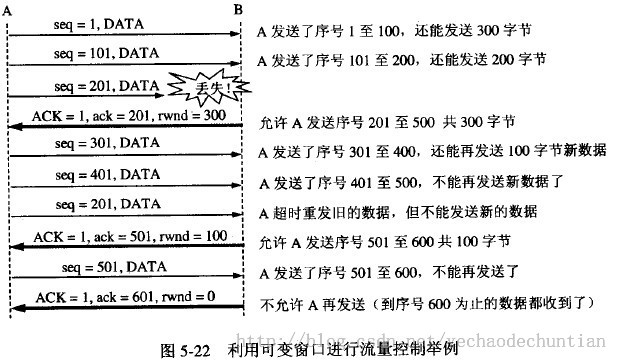 A B
seq = 1, DATA A 发送了序号 1 至 100，还能发送 300 字节
seq = 101, DATA A 发送了序号 101 至 200，还能发送 200 字节
seq = 201, DATA 丢失！
ACK = 1, ack = 201, rwnd = 300 允许 A 发送序号 201 至 500 共 300 字节
seq = 301, DATA A 发送了序号 301 至 400，还能再发送 100 字节新数据
seq = 401, DATA A 发送了序号 401 至 500，不能再发送新数据了
seq = 201, DATA A 超时重发旧的数据，但不能发送新的数据
ACK = 1, ack = 501, rwnd = 100 允许 A 发送序号 501 至 600 共 100 字节
seq = 501, DATA A 发送了序号 501 至 600，不能再发送了
ACK = 1, ack = 601, rwnd = 0 不允许 A 再发送（到序号 600 为止的数据都收到了）
http://blog.csdn.net/yechaodechuntian
图 5-22 利用可变窗口进行流量控制举例